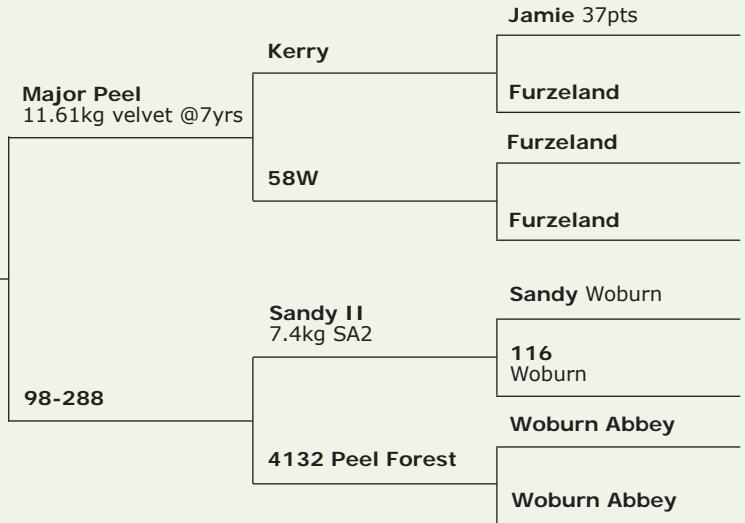 Jamie 37pts
Kerry
Furzeland
Major Peel
11.61kg velvet @7yrs
Furzeland
58W
Furzeland
Sandy Woburn
Sandy II
7.4kg SA2
116
Woburn
98-288
Woburn Abbey
4132 Peel Forest
Woburn Abbey